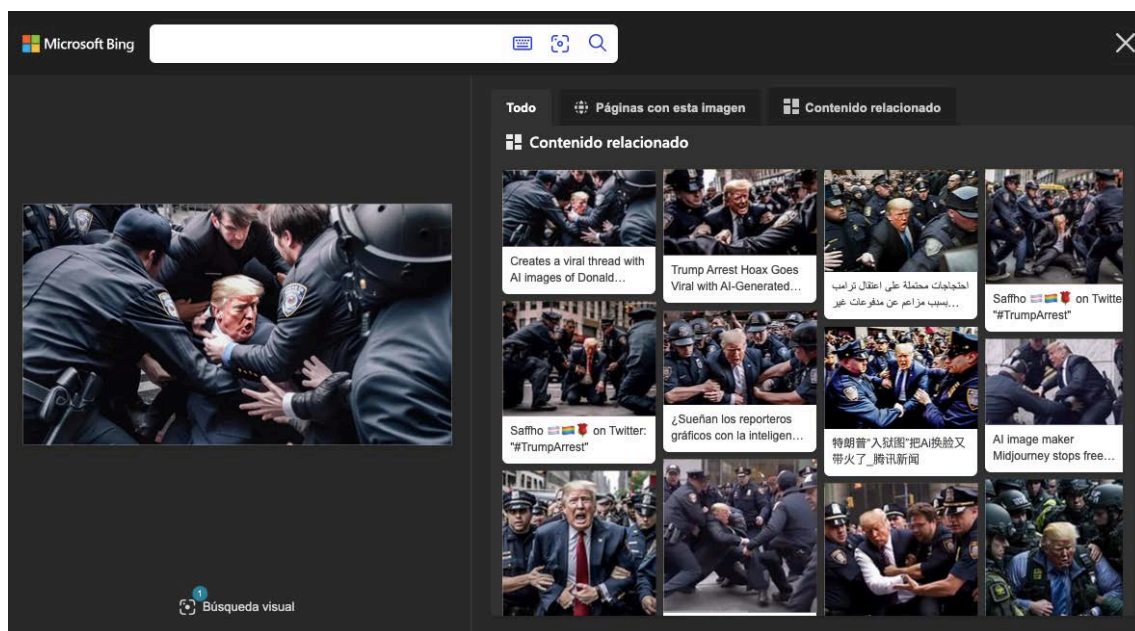 Microsoft Bing
Todo
Páginas con esta imagen
Contenido relacionado
Contenido relacionado
Creates a viral thread with
AI images of Donald...
Trump Arrest Hoax Goes
Viral with AI-Generated...
احتجاجات محتملة على اعتقال ترامب
بسبب مزاعم عن مدفوعات غير...
Saffho on Twitte
"#TrumpArrest"
Saffho on Twitter:
"#TrumpArrest"
¿Sueñan los reporteros
gráficos con la inteligen...
特朗普"入狱图"把AI换脸又
带火了_腾讯新闻
AI image maker
Midjourney stops free...
1
Búsqueda visual